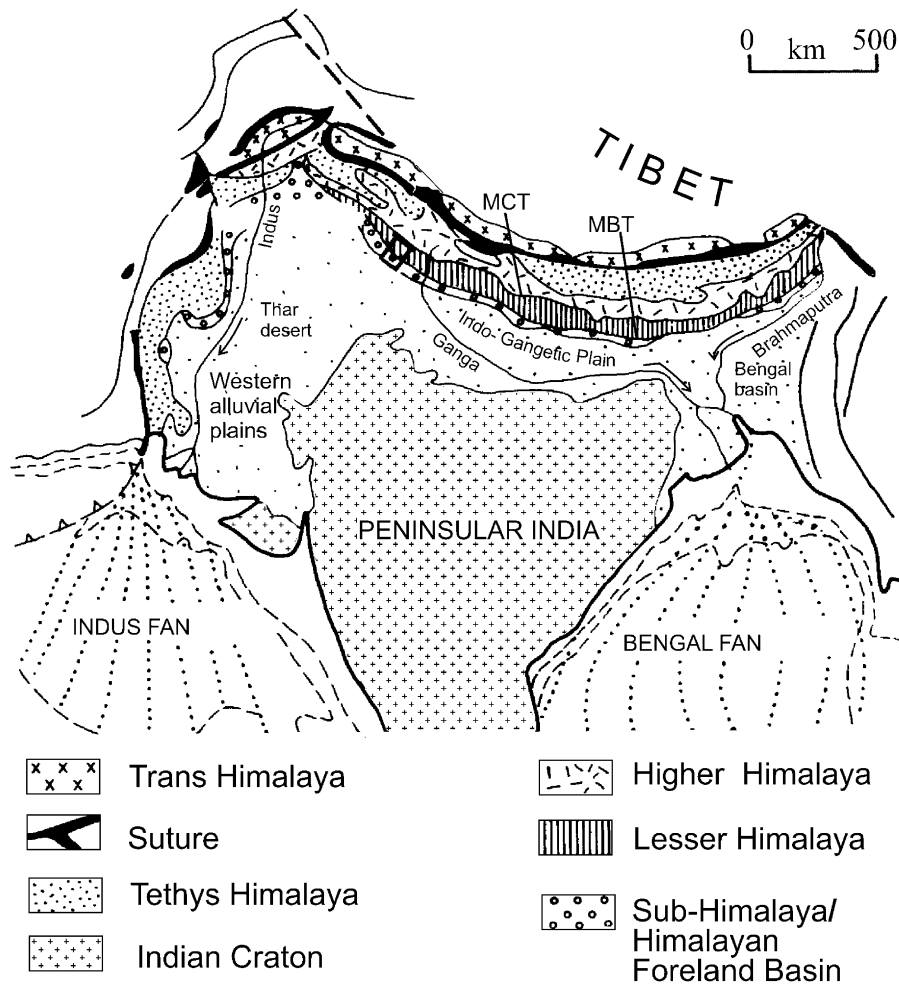 0 km 500
TIBET
MCT
MBT
Indus
Thar
desert
Indo- Gangetic Plain
Ganga
Brahmaputra
Bengal
basin
Western
alluvial
plains
PENINSULAR INDIA
INDUS FAN
BENGAL FAN
Trans Himalaya
Suture
Tethys Himalaya
Indian Craton
Higher Himalaya
Lesser Himalaya
Sub-Himalaya/
Himalayan
Foreland Basin